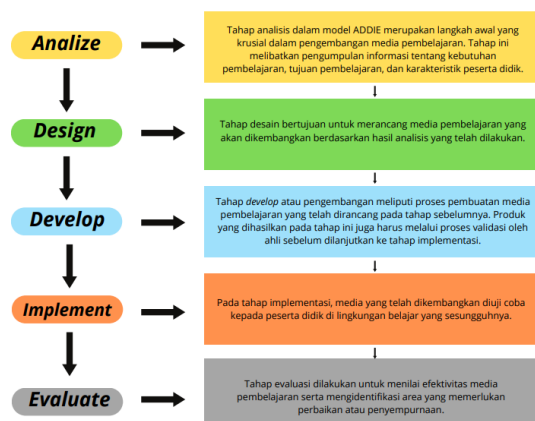 Analize
Tahap analisis dalam model ADDIE merupakan langkah awal yang
krusial dalam pengembangan media pembelajaran. Tahap ini
melibatkan pengumpulan informasi tentang kebutuhan
pembelajaran, tujuan pembelajaran, dan karakteristik peserta didik.
Design
Tahap desain bertujuan untuk merancang media pembelajaran yang
akan dikembangkan berdasarkan hasil analisis yang telah dilakukan.
Develop
Tahap develop atau pengembangan meliputi proses pembuatan media
pembelajaran yang telah dirancang pada tahap sebelumnya. Produk
yang dihasilkan pada tahap ini juga harus melalui proses validasi oleh
ahli sebelum dilanjutkan ke tahap implementasi.
Implement
Pada tahap implementasi, media yang telah dikembangkan diuji coba
kepada peserta didik di lingkungan belajar yang sesungguhnya.
Evaluate
Tahap evaluasi dilakukan untuk menilai efektivitas media
pembelajaran serta mengidentifikasi area yang memerlukan
perbaikan atau penyempurnaan.